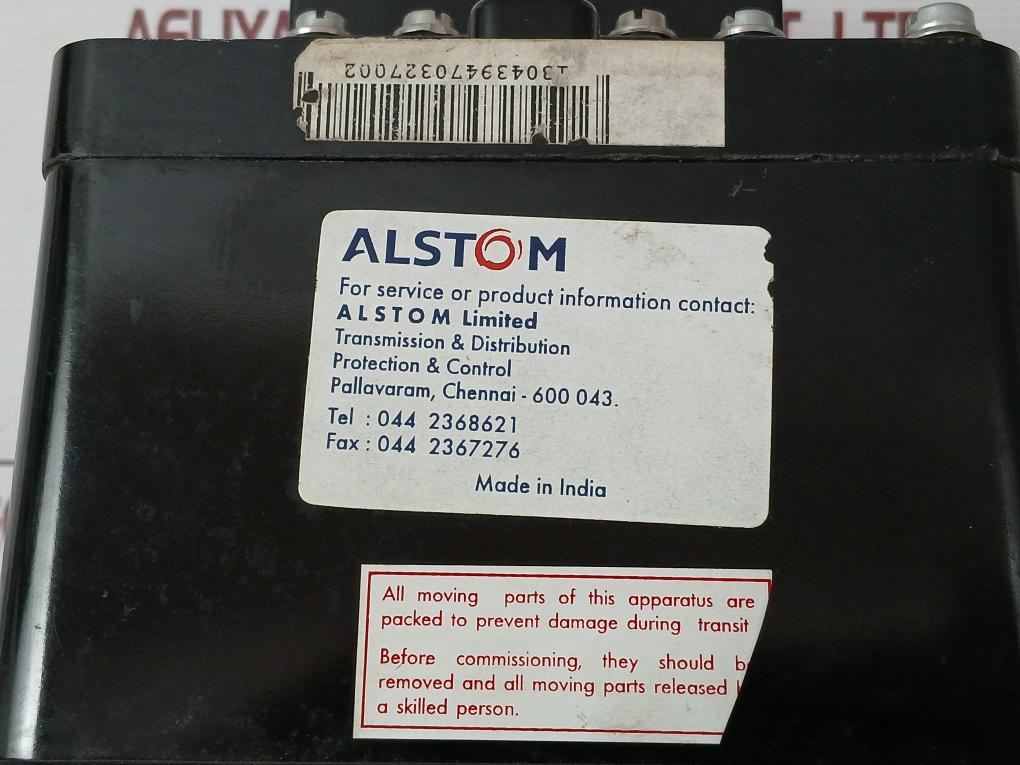 130439470327002
ALSTOM
For service or product information contact:
ALSTOM Limited
Transmission & Distribution
Protection & Control
Pallavaram, Chennai - 600 043.
Tel : 044 2368621
Fax : 044 2367276
Made in India
All moving parts of this apparatus are
packed to prevent damage during transit
Before commissioning, they should
removed and all moving parts released
a skilled person.